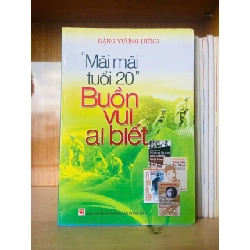 ĐẶNG VƯƠNG HƯNG
"Mãi mãi
tuổi 20"
Buồn
vui
ai biết